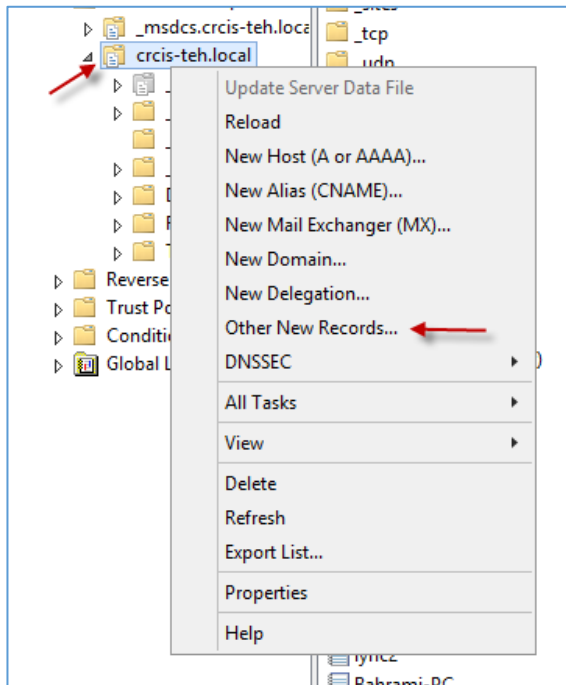 _msdcs.crcis-teh.loca
_tcp
crcis-teh.local
_udp
Update Server Data File
Reload
New Host (A or AAAA)...
New Alias (CNAME)...
New Mail Exchanger (MX)...
New Domain...
New Delegation...
Reverse
Trust Po
Other New Records...
Conditi
DNSSEC
Global L
All Tasks
View
Delete
Refresh
Export List...
Properties
Help
Bahrami-PC